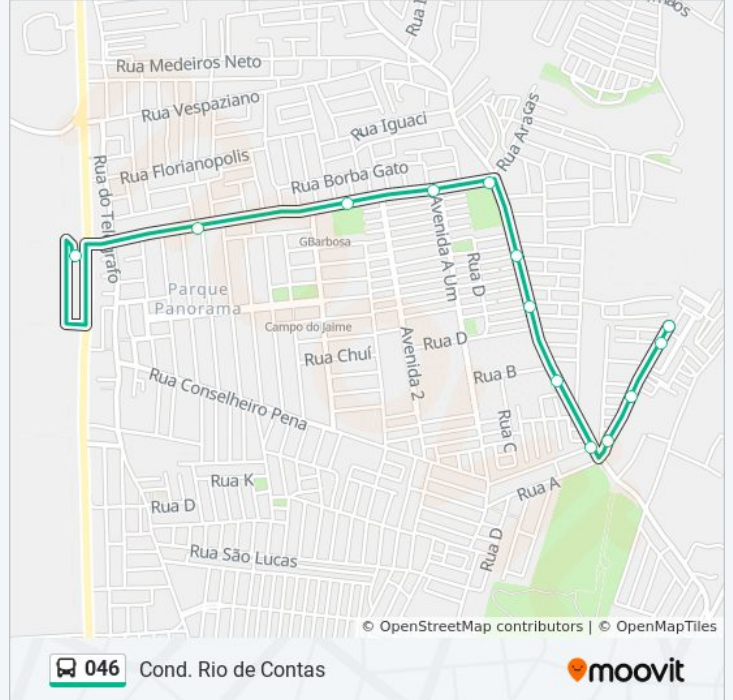 Rua Medeiros Neto
Rua Vespaziano
Rua Iguaci
Rua Araças
Rua Florianopolis
Rua Borba Gato
Rua do Telegrafo
GBarbosa
Avenida A Um
Rua D
Parque
Panorama
Campo do Jaime
Rua Chuí
Avenida 2
Rua D
Rua B
Rua Conselheiro Pena
Rua C
Rua K
Rua A
Rua D
Rua D
Rua São Lucas
© OpenStreetMap contributors | © OpenMapTiles
046 Cond. Rio de Contas
moovit